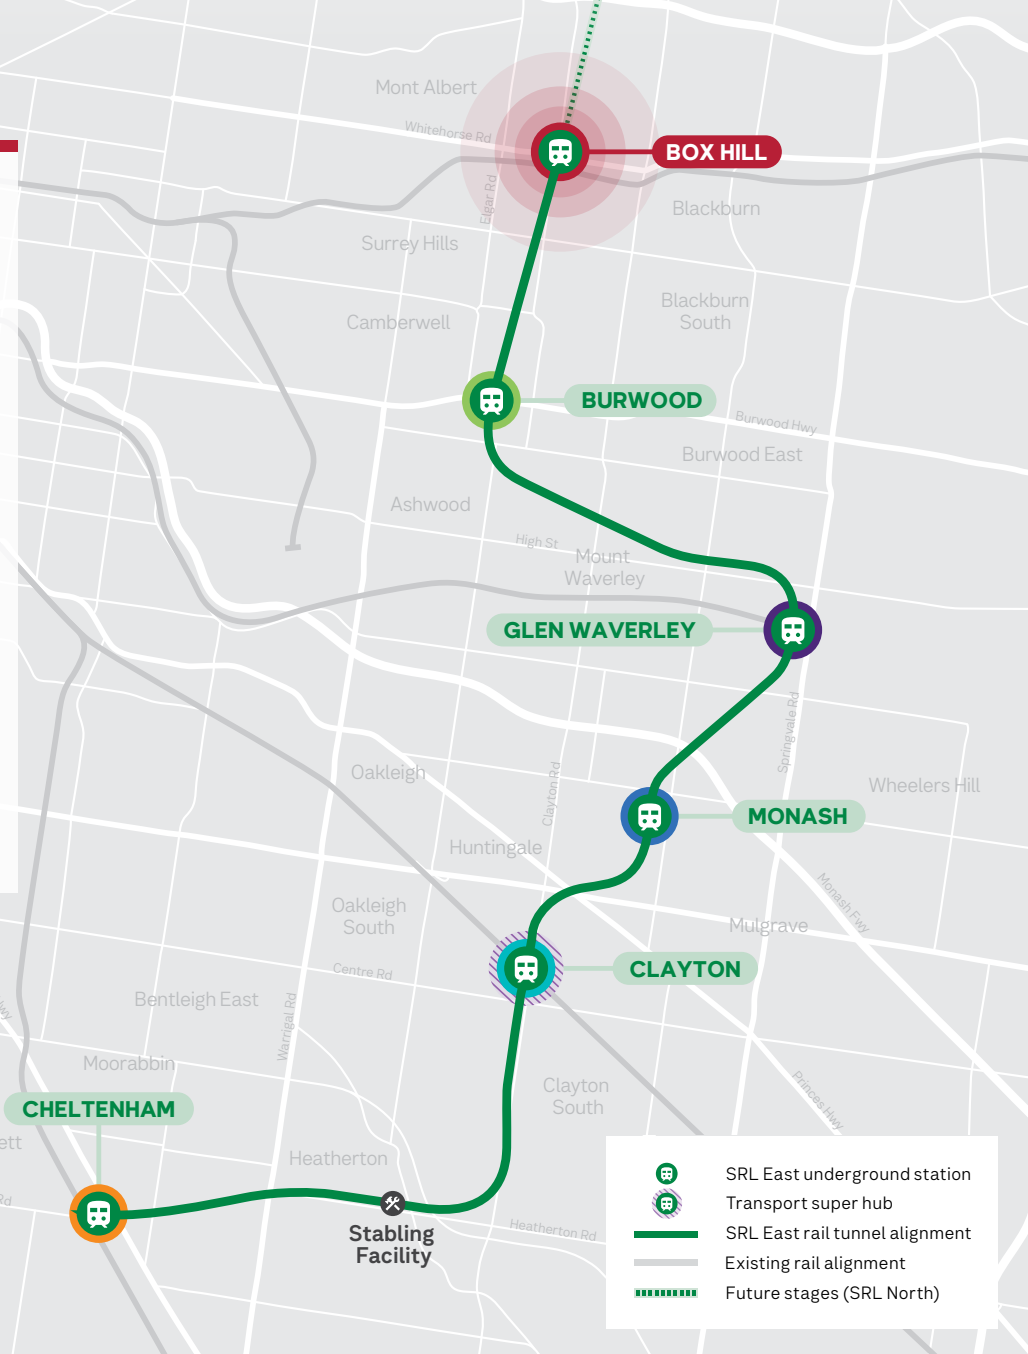 Mont Albert
Whitehorse Rd
BOX HILL
Elgar Rd
Blackburn
Surrey Hills
Blackburn
South
Camberwell
BURWOOD
Burwood Hwy
Burwood East
Ashwood
High St
Mount
Waverley
GLEN WAVERLEY
Springvale Rd
Oakleigh
Clayton Rd
Wheelers Hill
MONASH
Huntingale
Monash Fwy
Oakleigh
South
Mulgrave
CLAYTON
Centre Rd
Bentleigh East
Warrigal Rd
wy
Moorabbin
Clayton
South
Princes Hwy
CHELTENHAM
ett
Heatherton
Rd
Stabling
Facility
Heatherton Rd
SRL East underground station
Transport super hub
SRL East rail tunnel alignment
Existing rail alignment
Future stages (SRL North)